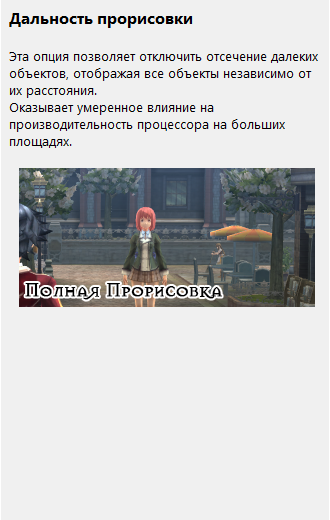 Дальность прорисовки
Эта опция позволяет отключить отсечение далеких
объектов, отображая все объекты независимо от
их расстояния.
Оказывает умеренное влияние на
производительность процессора на больших
площадях.
Полная Прорисовка